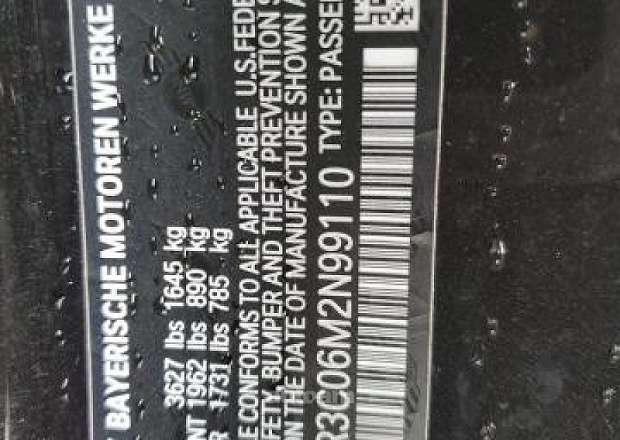 BAYERISCHE MOTOREN WERKE
3627 lbs 1645 kg
NT 1962 lbs 890 kg
R 1731 lbs 785 kg
E CONFORMS TO ALL APPLICABLE U.S. FEDE
FETY, BUMPER AND THEFT PREVENTION S
ON THE DATE OF MANUFACTURE SHOWN A
R3C06M2N99110 TYPE: PASSE